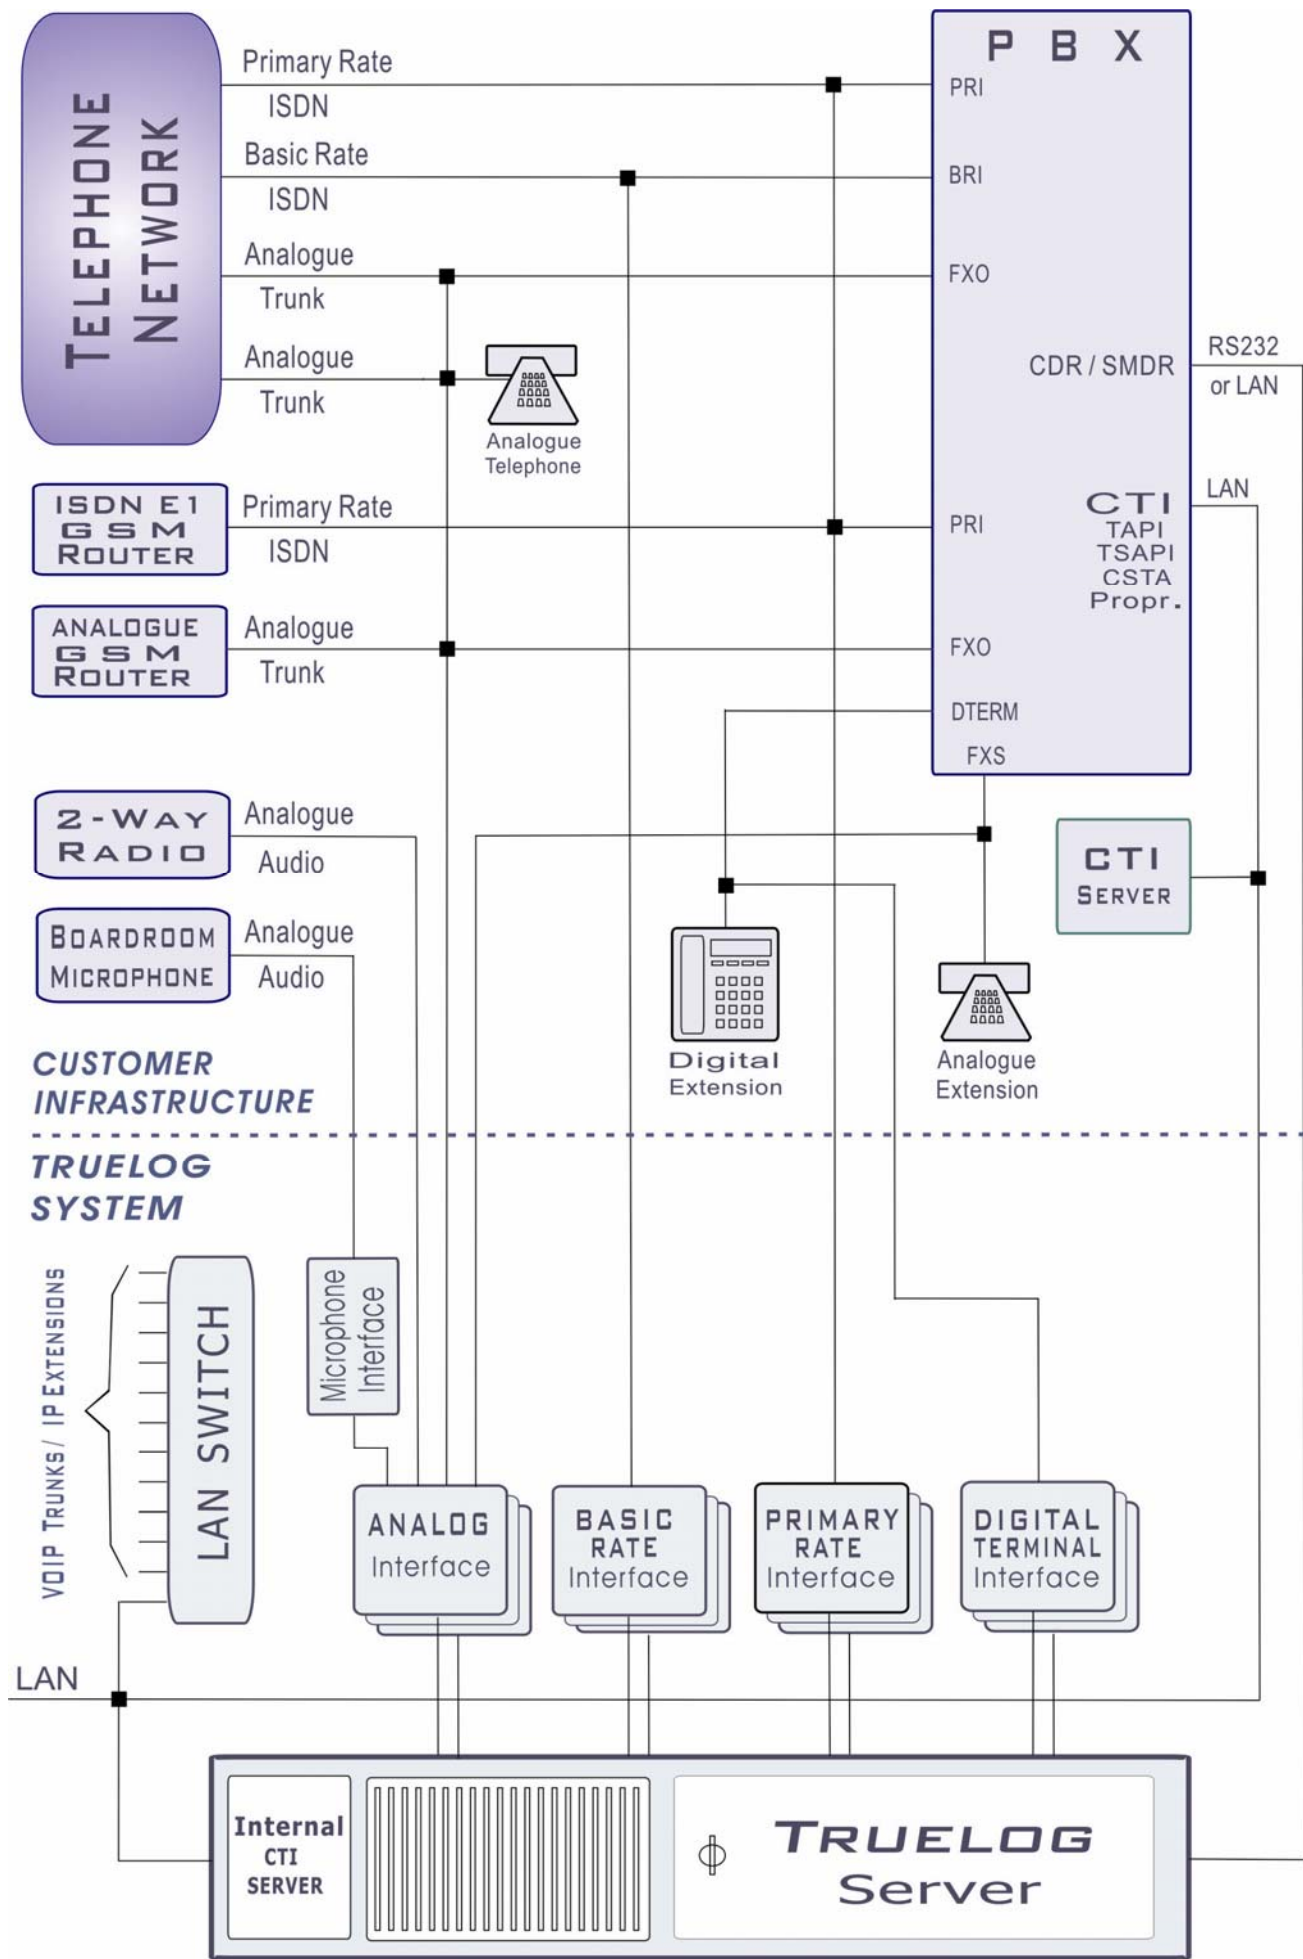 TELEPHONE
NETWORK
Primary Rate
ISDN
Basic Rate
ISDN
Analogue
Trunk
Analogue
Trunk
Analogue
Telephone
P B X
PRI
BRI
FXO
CDR / SMDR
RS232
or LAN
LAN
CTI
TAPI
TSAPI
CSTA
Propr.
PRI
FXO
DTERM
FXS
ISDN E1
GSM
ROUTER
Primary Rate
ISDN
ANALOGUE
GSM
ROUTER
Analogue
Trunk
2-WAY
RADIO
Analogue
Audio
BOARDROOM
MICROPHONE
Analogue
Audio
CTI
SERVER
Digital
Extension
Analogue
Extension
CUSTOMER
INFRASTRUCTURE
TRUELOG
SYSTEM
VOIP TRUNKS / IP EXTENSIONS
LAN SWITCH
Microphone
Interface
ANALOG
Interface
BASIC
RATE
Interface
PRIMARY
RATE
Interface
DIGITAL
TERMINAL
Interface
LAN
Internal
CTI
SERVER
TRUELOG
Server